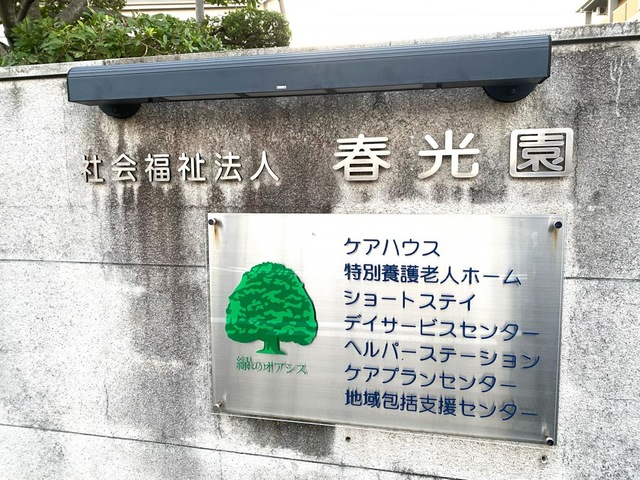 社会福祉法人 春光園
ケアハウス
特別養護老人ホーム
ショートステイ
デイサービスセンター
ヘルパーステーション
ケアプランセンター
地域包括支援センター
緑のオアシス